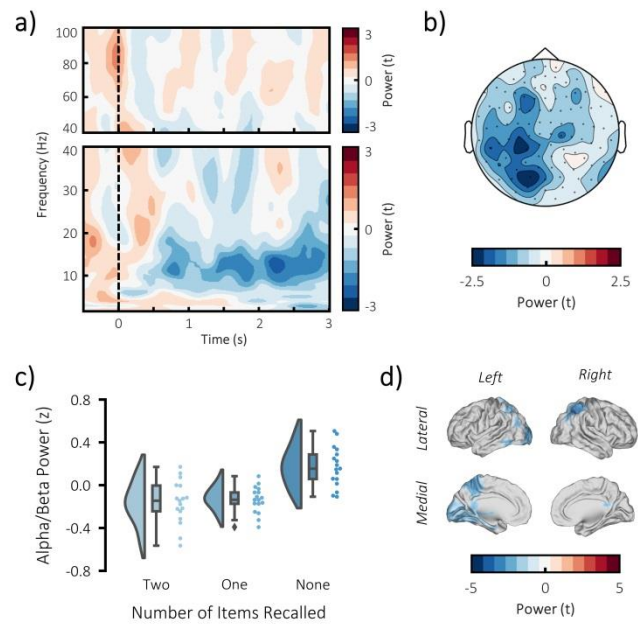 a)
100
80
60
40
40
30
20
10
Frequency (Hz)
0
1
2
3
Time (s)
3
0
-3
Power (t)
3
0
-3
Power (t)
b)
-2.5
0
2.5
Power (t)
c)
0.8
0.4
0.0
-0.4
-0.8
Alpha/Beta Power (z)
Two
One
None
Number of Items Recalled
d)
Left
Right
Lateral
Medial
-5
0
5
Power (t)